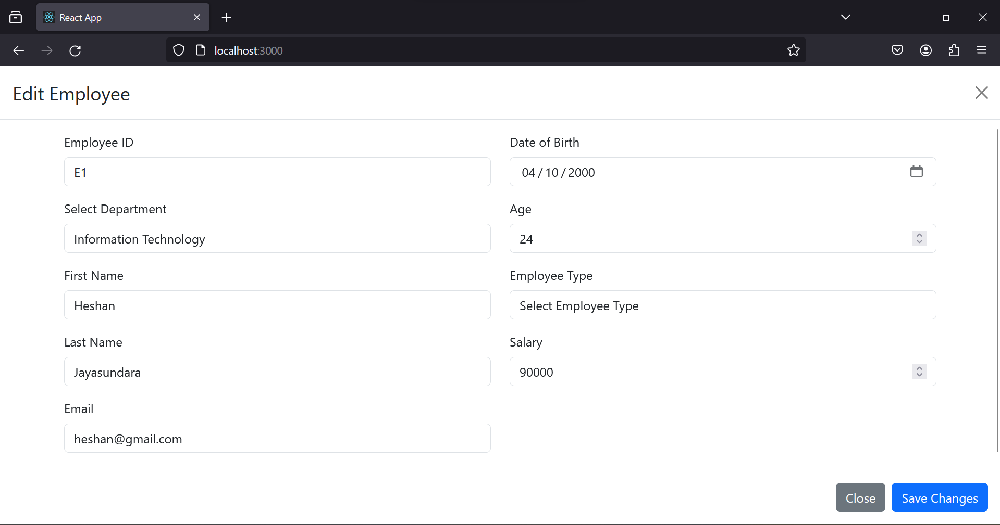 React App
localhost:3000
Edit Employee
Employee ID
E1
Select Department
Information Technology
First Name
Heshan
Last Name
Jayasundara
Email
heshan@gmail.com
Date of Birth
04 / 10 / 2000
Age
24
Employee Type
Select Employee Type
Salary
90000
Close
Save Changes